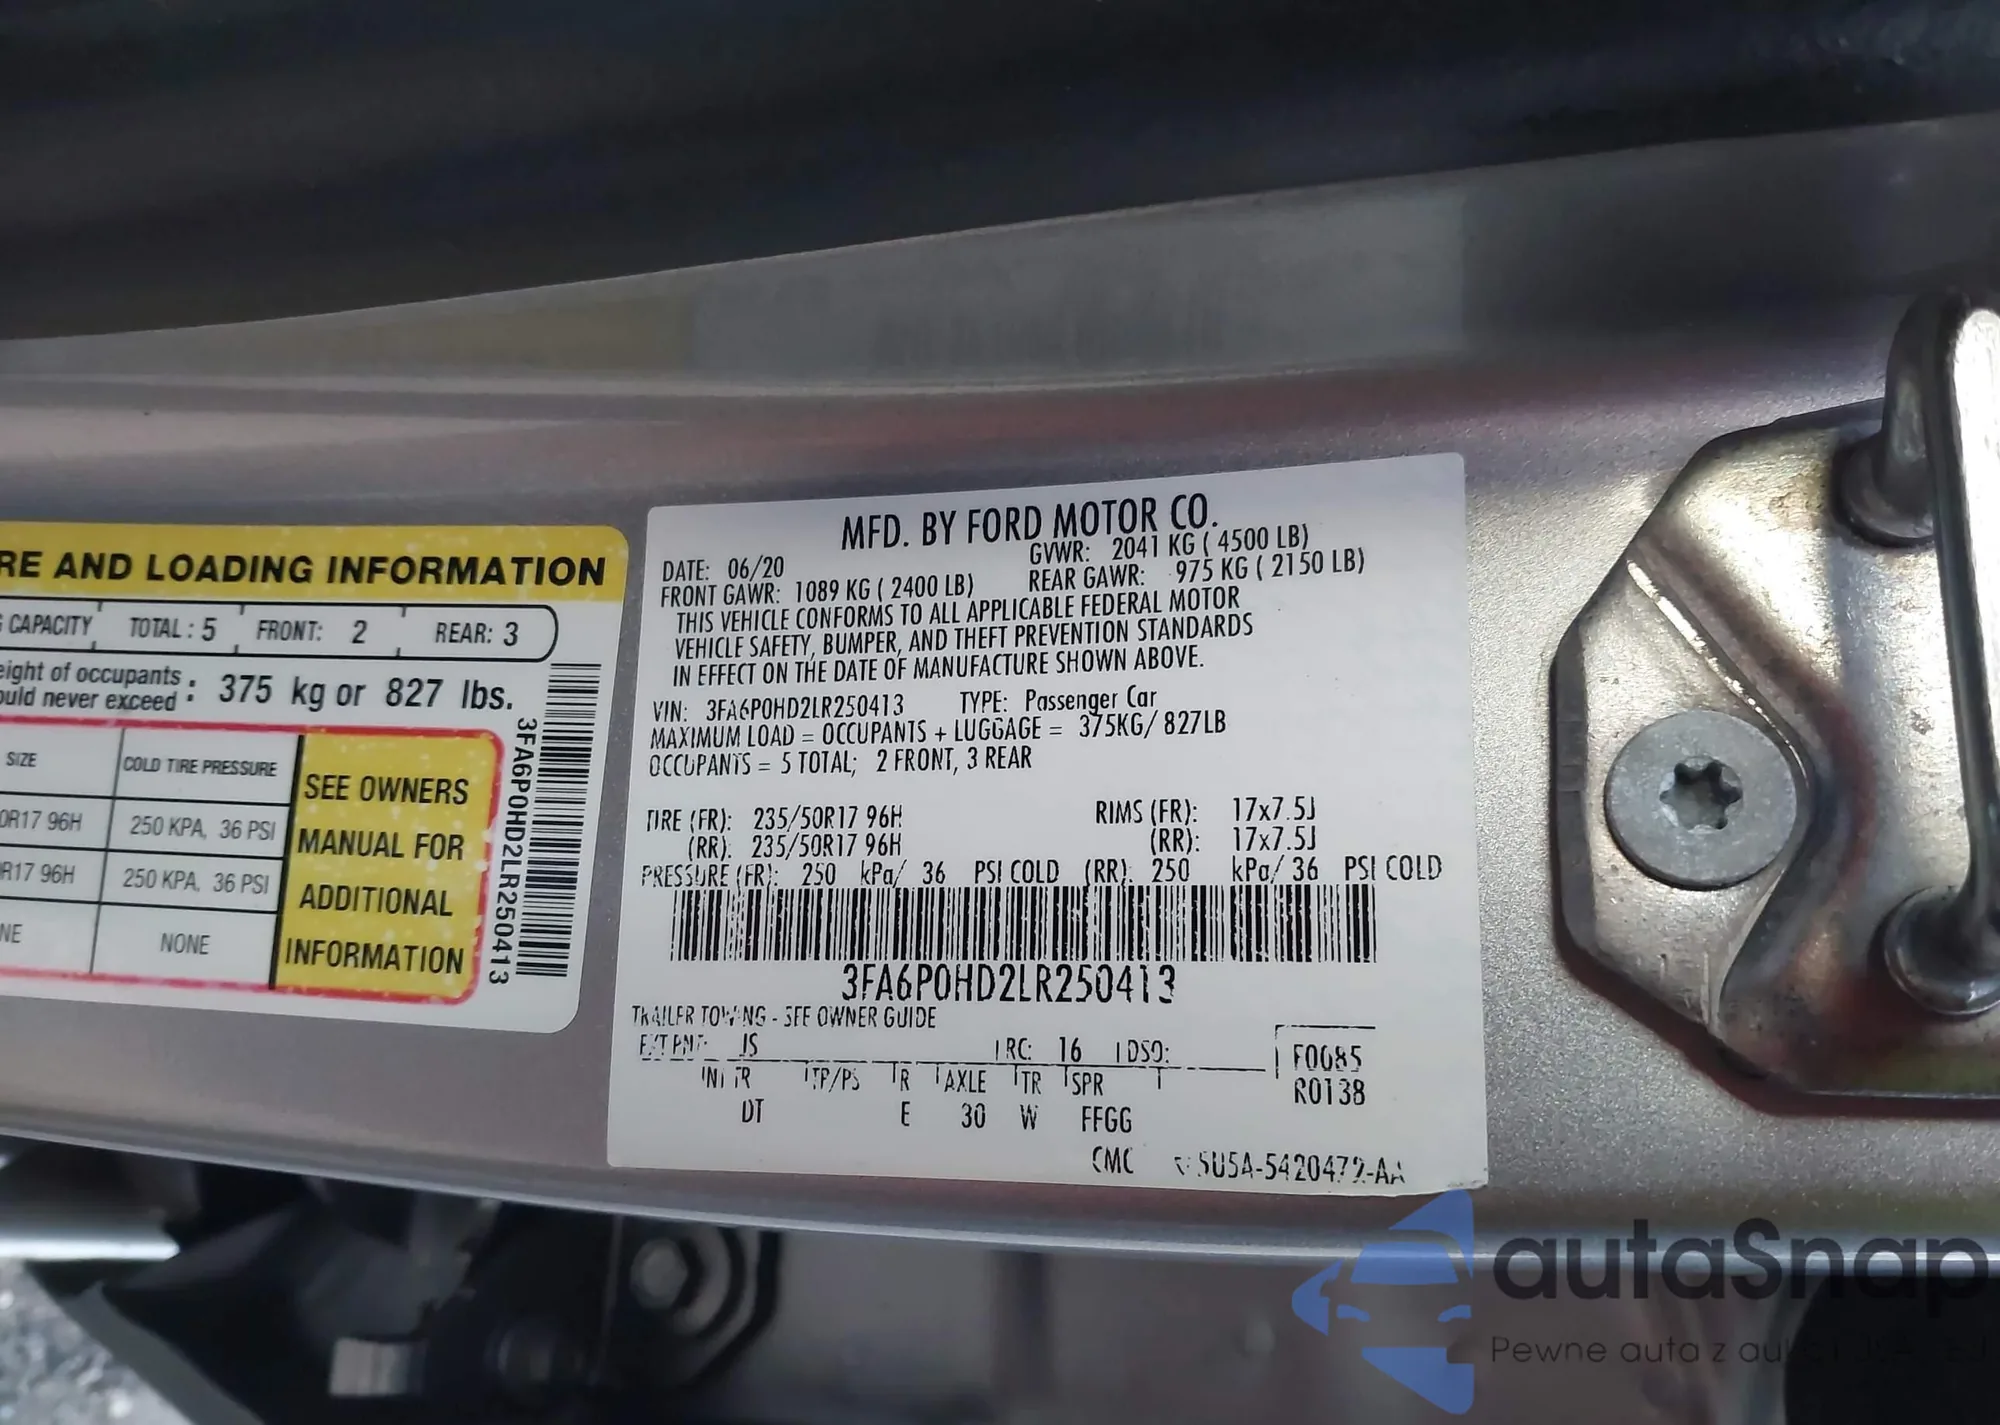 RE AND LOADING INFORMATION
CAPACITY TOTAL : 5 FRONT: 2 REAR: 3
eight of occupants
ould never exceed : 375 kg or 827 lbs.
SIZE COLD TIRE PRESSURE
0R17 96H 250 KPA, 36 PSI
R17 96H 250 KPA, 36 PSI
NE NONE
SEE OWNERS
MANUAL FOR
ADDITIONAL
INFORMATION
3FA6P0HD2LR250413
MFD. BY FORD MOTOR CO.
DATE: 06/20 GVWR: 2041 KG ( 4500 LB)
FRONT GAWR: 1089 KG ( 2400 LB) REAR GAWR: 975 KG ( 2150 LB)
THIS VEHICLE CONFORMS TO ALL APPLICABLE FEDERAL MOTOR
VEHICLE SAFETY, BUMPER, AND THEFT PREVENTION STANDARDS
IN EFFECT ON THE DATE OF MANUFACTURE SHOWN ABOVE.
VIN: 3FA6P0HD2LR250413 TYPE: Passenger Car
MAXIMUM LOAD = OCCUPANTS + LUGGAGE = 375KG/ 827LB
OCCUPANTS = 5 TOTAL; 2 FRONT, 3 REAR
TIRE (FR): 235/50R17 96H RIMS (FR): 17x7.5J
(RR): 235/50R17 96H (RR): 17x7.5J
PRESSURE (FR): 250 kPa/ 36 PSI COLD (RR): 250 kPa/ 36 PSI COLD
3FA6P0HD2LR250413
TRAILER TOWING - SEE OWNER GUIDE
EXT PNT: JS RC: 16 DSO: F0085
INT TR TP/PS R AXLE TR SPR R0138
DT E 30 W FFGG
CMC 5U5A-5420472-AA
autaSnap
Pewne auta z